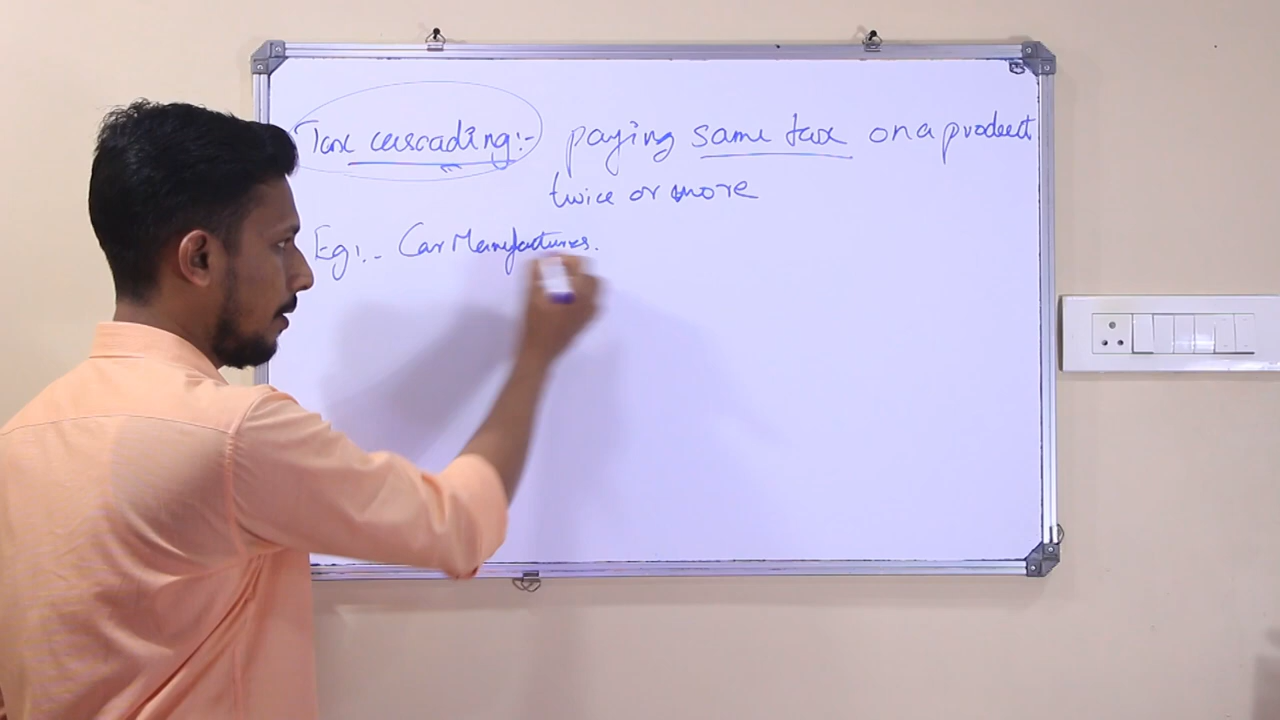 Tax cascading:- paying same tax on a product
twice or more
Eg:- Car Manufactures.